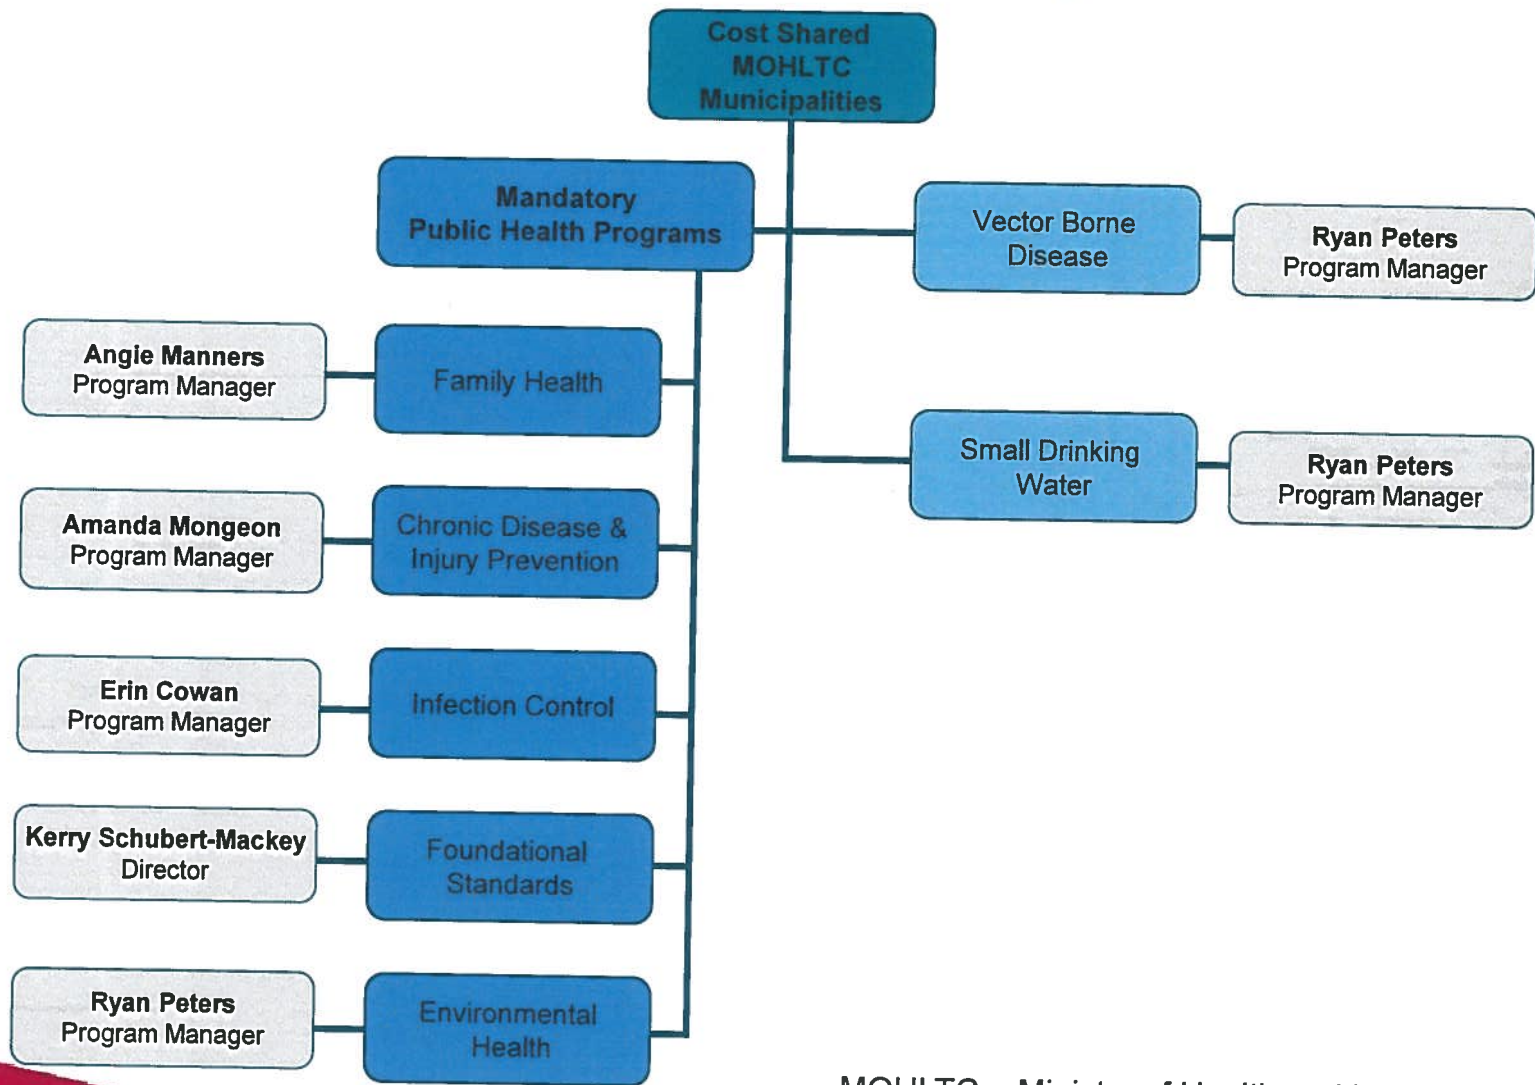 Cost Shared
MOHLTC
Municipalities
Mandatory
Public Health Programs
Vector Borne
Disease
Ryan Peters
Program Manager
Angie Manners
Program Manager
Family Health
Small Drinking
Water
Ryan Peters
Program Manager
Amanda Mongeon
Program Manager
Chronic Disease &
Injury Prevention
Erin Cowan
Program Manager
Infection Control
Kerry Schubert-Mackey
Director
Foundational
Standards
Ryan Peters
Program Manager
Environmental
Health